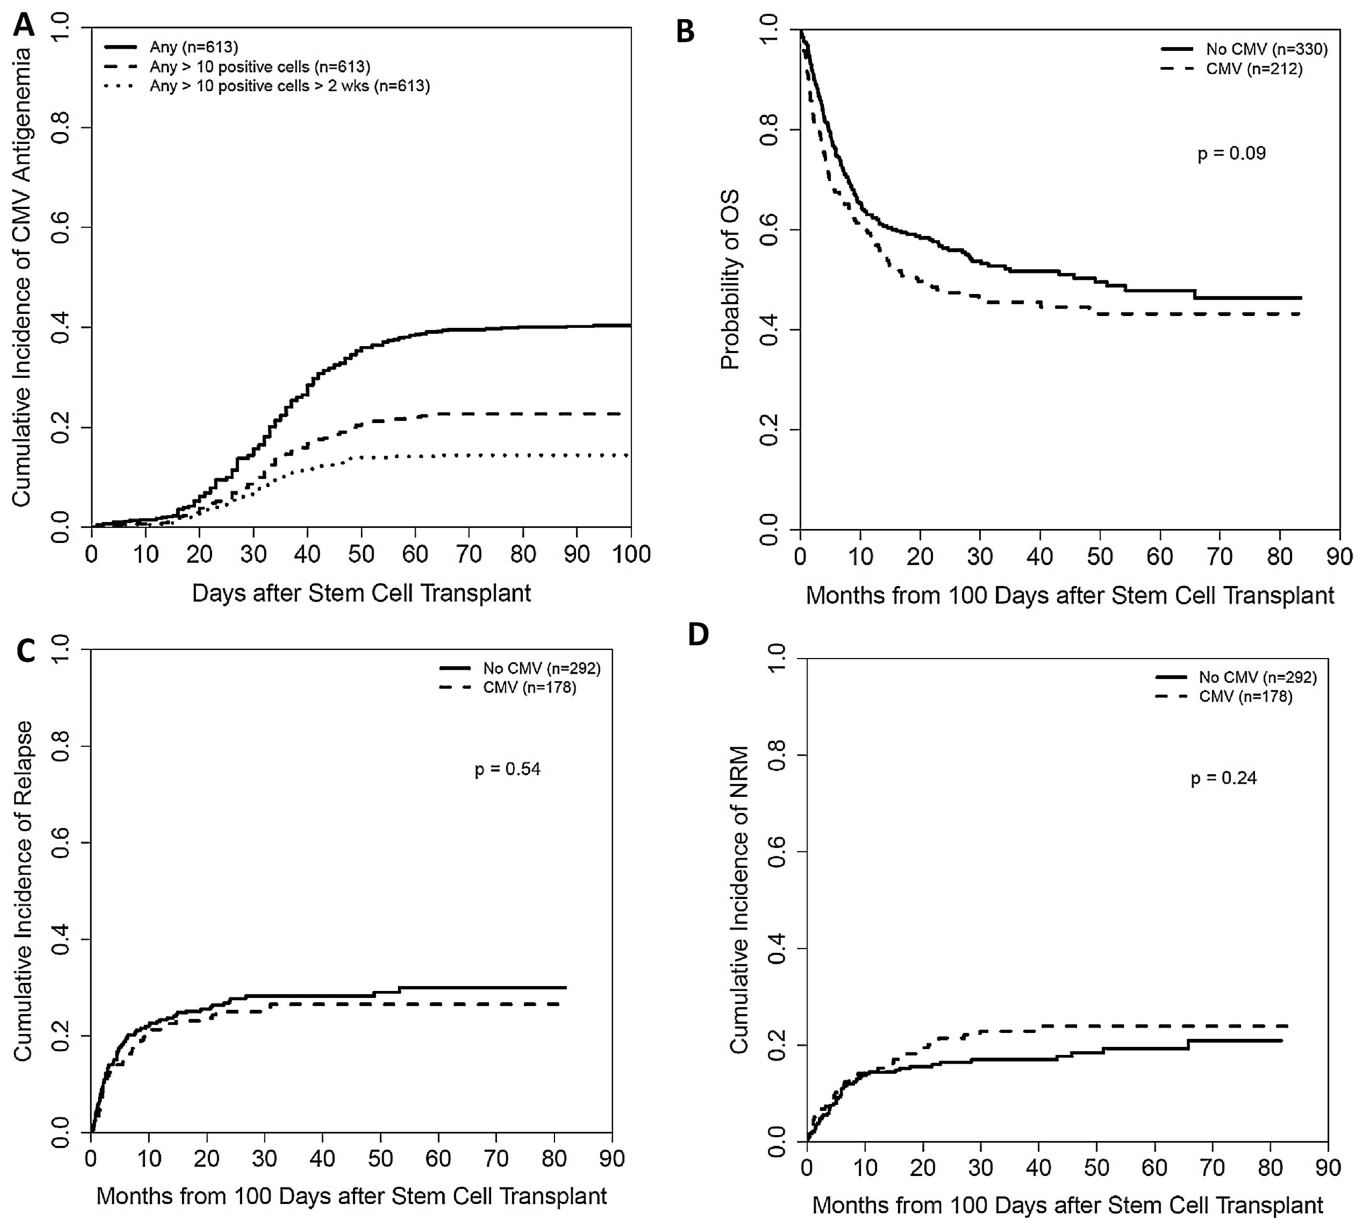 A
Cumulative Incidence of CMV Antigenemia
1.0
0.8
0.6
0.4
0.2
0.0
Any (n=613)
Any > 10 positive cells (n=613)
Any > 10 positive cells > 2 wks (n=613)
0 10 20 30 40 50 60 70 80 90 100
Days after Stem Cell Transplant
B
Probability of OS
1.0
0.8
0.6
0.4
0.2
0.0
No CMV (n=330)
CMV (n=212)
p = 0.09
0 10 20 30 40 50 60 70 80 90
Months from 100 Days after Stem Cell Transplant
C
Cumulative Incidence of Relapse
1.0
0.8
0.6
0.4
0.2
0.0
No CMV (n=292)
CMV (n=178)
p = 0.54
0 10 20 30 40 50 60 70 80 90
Months from 100 Days after Stem Cell Transplant
D
Cumulative Incidence of NRM
1.0
0.8
0.6
0.4
0.2
0.0
No CMV (n=292)
CMV (n=178)
p = 0.24
0 10 20 30 40 50 60 70 80 90
Months from 100 Days after Stem Cell Transplant